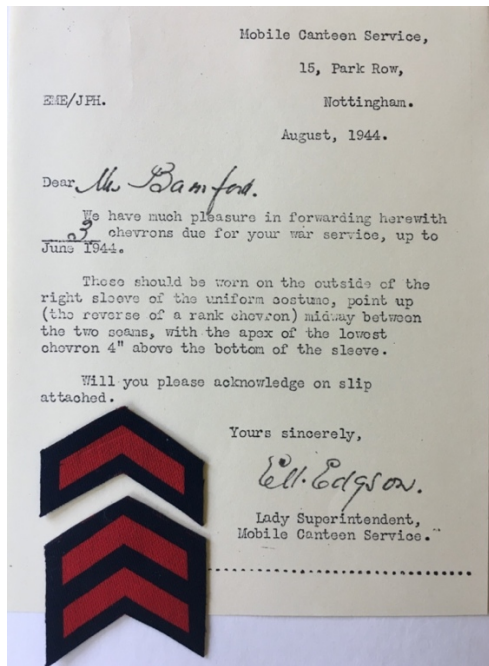 Mobile Canteen Service,
15, Park Row,
EME/JPH. Nottingham.
August, 1944.
Dear Mr Bamford.
We have much pleasure in forwarding herewith
3 chevrons due for your war service, up to
June 1944.
These should be worn on the outside of the
right sleeve of the uniform costume, point up
(the reverse of a rank chevron) midway between
the two seams, with the apex of the lowest
chevron 4" above the bottom of the sleeve.
Will you please acknowledge on slip
attached.
Yours sincerely,
Edgson.
Lady Superintendent,
Mobile Canteen Service.